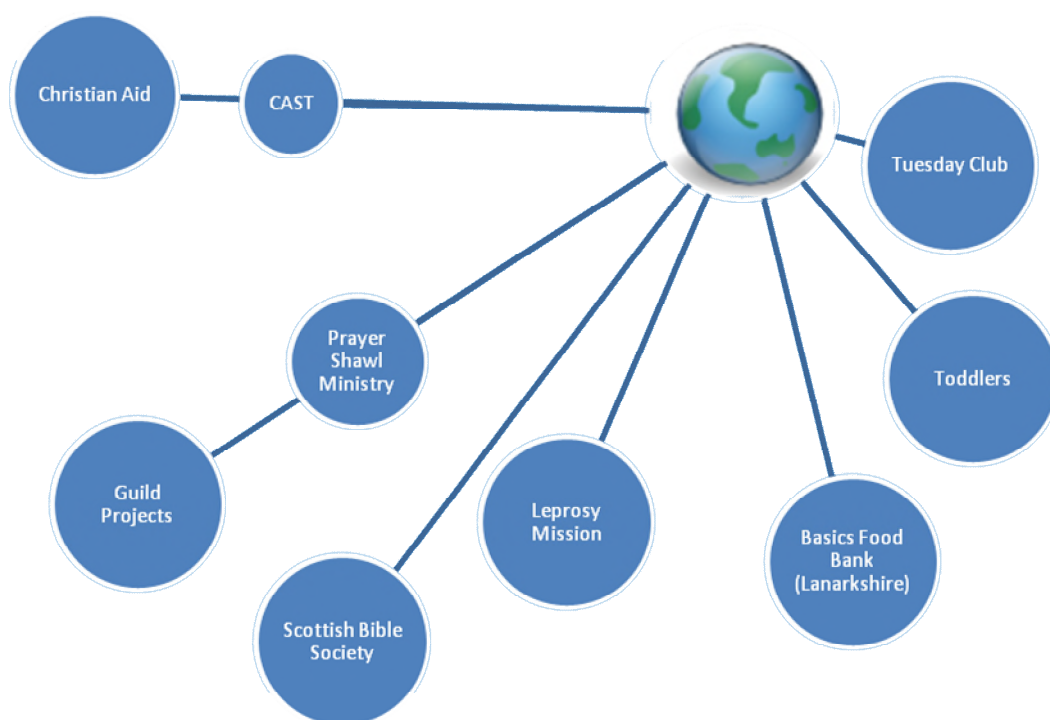 Christian Aid
CAST
Tuesday Club
Prayer
Shawl
Ministry
Toddlers
Guild
Projects
Leprosy
Mission
Basics Food
Bank
(Lanarkshire)
Scottish Bible
Society